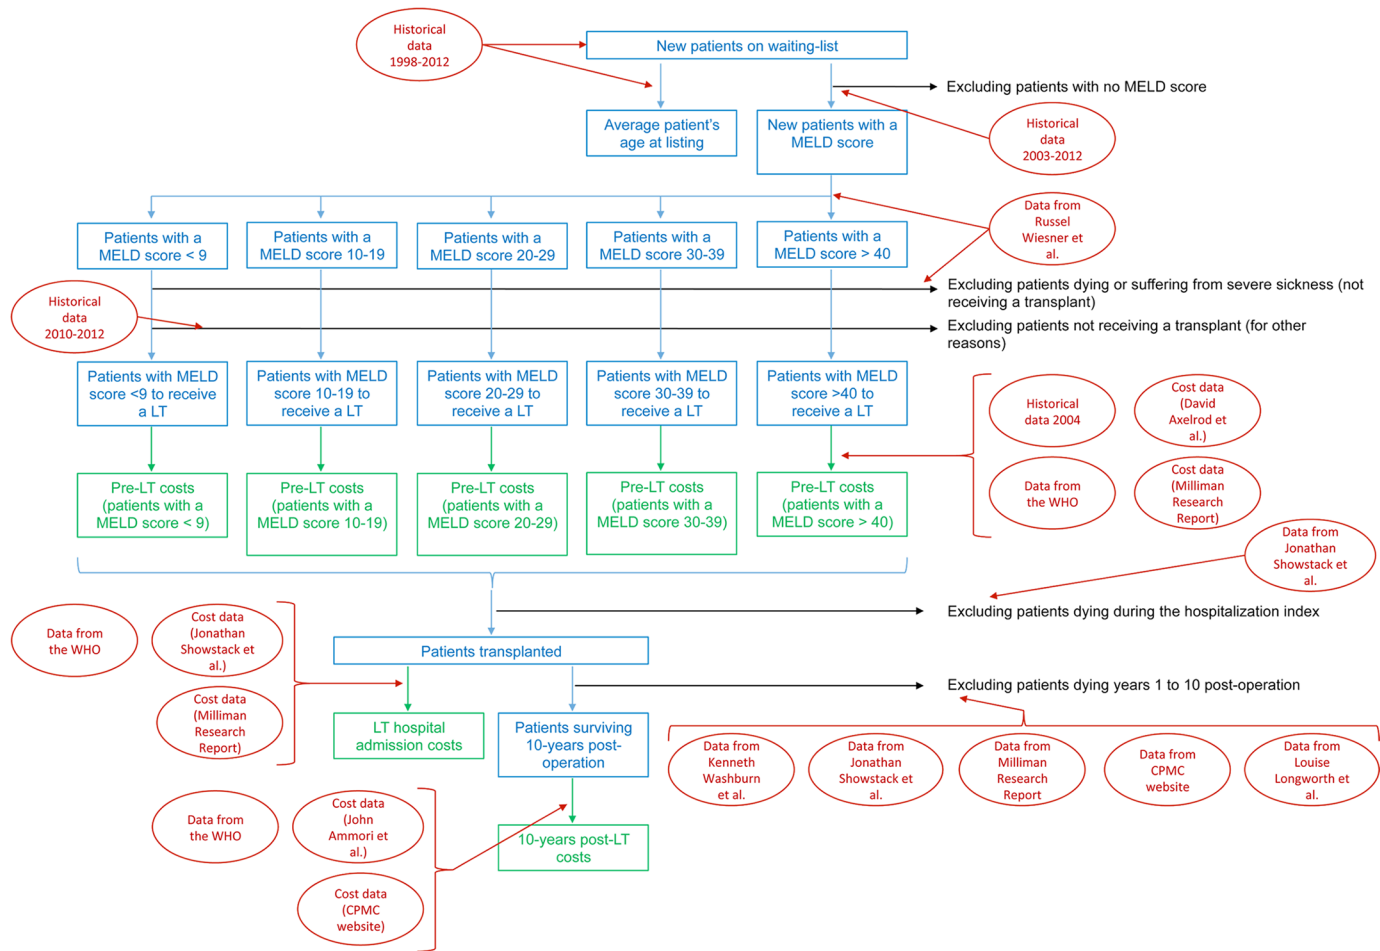 Historical
data
1998-2012
New patients on waiting-list
Excluding patients with no MELD score
Average patient's
age at listing
New patients with a
MELD score
Historical
data
2003-2012
Data from
Russel
Wiesner et
al.
Patients with a
MELD score < 9
Patients with a
MELD score 10-19
Patients with a
MELD score 20-29
Patients with a
MELD score 30-39
Patients with a
MELD score > 40
Excluding patients dying or suffering from severe sickness (not
receiving a transplant)
Historical
data
2010-2012
Excluding patients not receiving a transplant (for other
reasons)
Patients with MELD
score <9 to receive
a LT
Patients with MELD
score 10-19 to
receive a LT
Patients with MELD
score 20-29 to
receive a LT
Patients with MELD
score 30-39 to
receive a LT
Patients with MELD
score >40 to
receive a LT
Historical
data 2004
Cost data
(David
Axelrod et
al.)
Pre-LT costs
(patients with a
MELD score < 9)
Pre-LT costs
(patients with a
MELD score 10-19)
Pre-LT costs
(patients with a
MELD score 20-29)
Pre-LT costs
(patients with a
MELD score 30-39)
Pre-LT costs
(patients with a
MELD score > 40)
Data from
the WHO
Cost data
(Milliman
Research
Report)
Data from
Jonathan
Showstack et
al.
Excluding patients dying during the hospitalization index
Data from
the WHO
Cost data
(Jonathan
Showstack et
al.)
Patients transplanted
Cost data
(Milliman
Research
Report)
Excluding patients dying years 1 to 10 post-operation
LT hospital
admission costs
Patients surviving
10-years post-
operation
Data from
Kenneth
Washburn et
al.
Data from
Jonathan
Showstack et
al.
Data from
Milliman
Research
Report
Data from
CPMC
website
Data from
Louise
Longworth et
al.
Data from
the WHO
Cost data
(John
Ammori et
al.)
10-years post-LT
costs
Cost data
(CPMC
website)